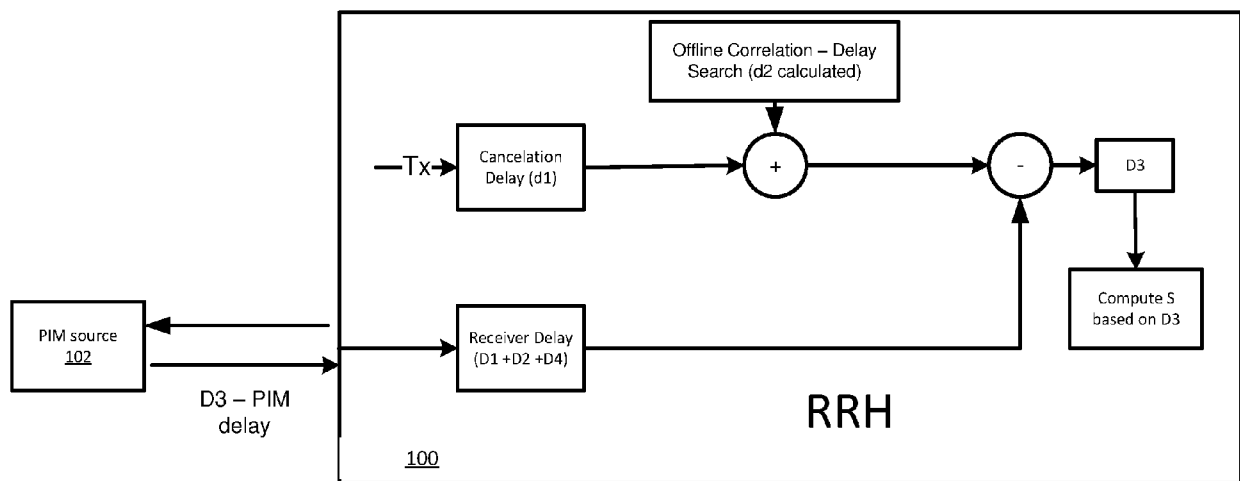 Offline Correlation – Delay
Search (d2 calculated)
Tx
Cancelation
Delay (d1)
+
-
D3
Compute S
based on D3
PIM source
102
Receiver Delay
(D1 +D2 +D4)
D3 – PIM
delay
RRH
100